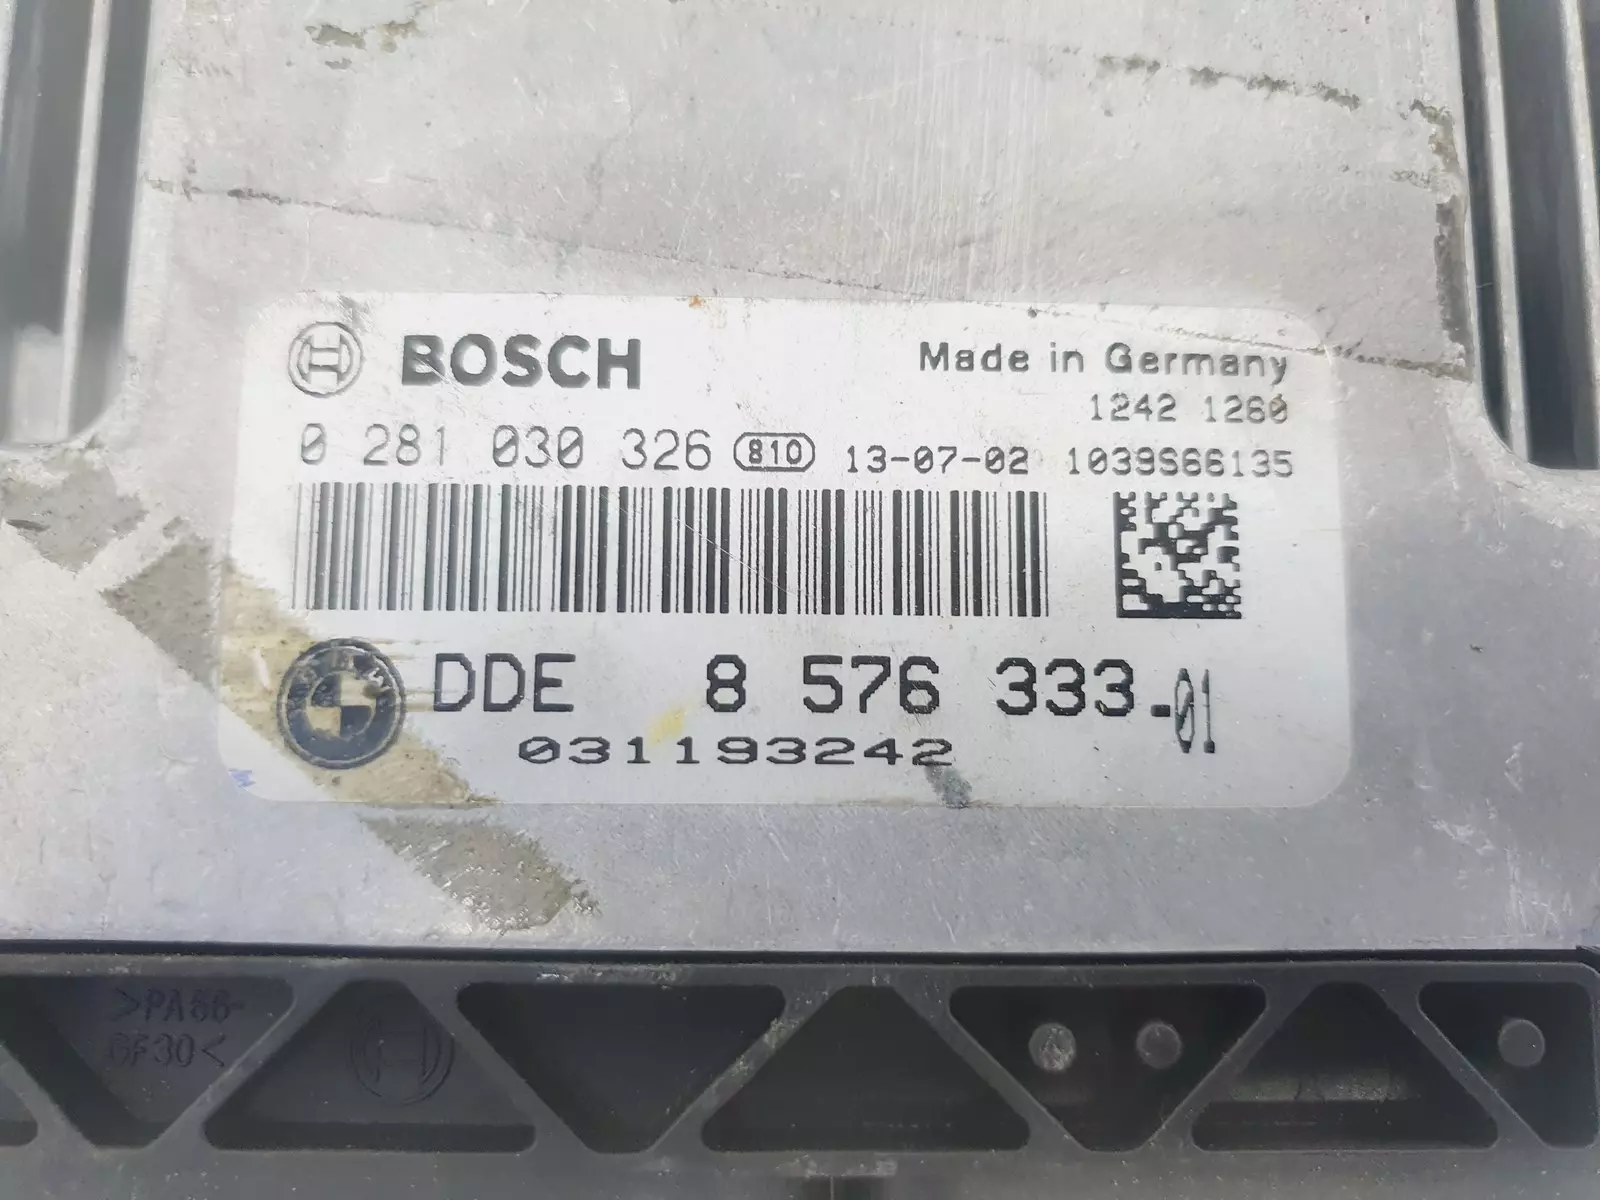 BOSCH
Made in Germany
1242 1260
0 281 030 326 810 13-07-02 1039S66135
BMW
DDE 8 576 333.-01
031193242
>PA66-
GF30<